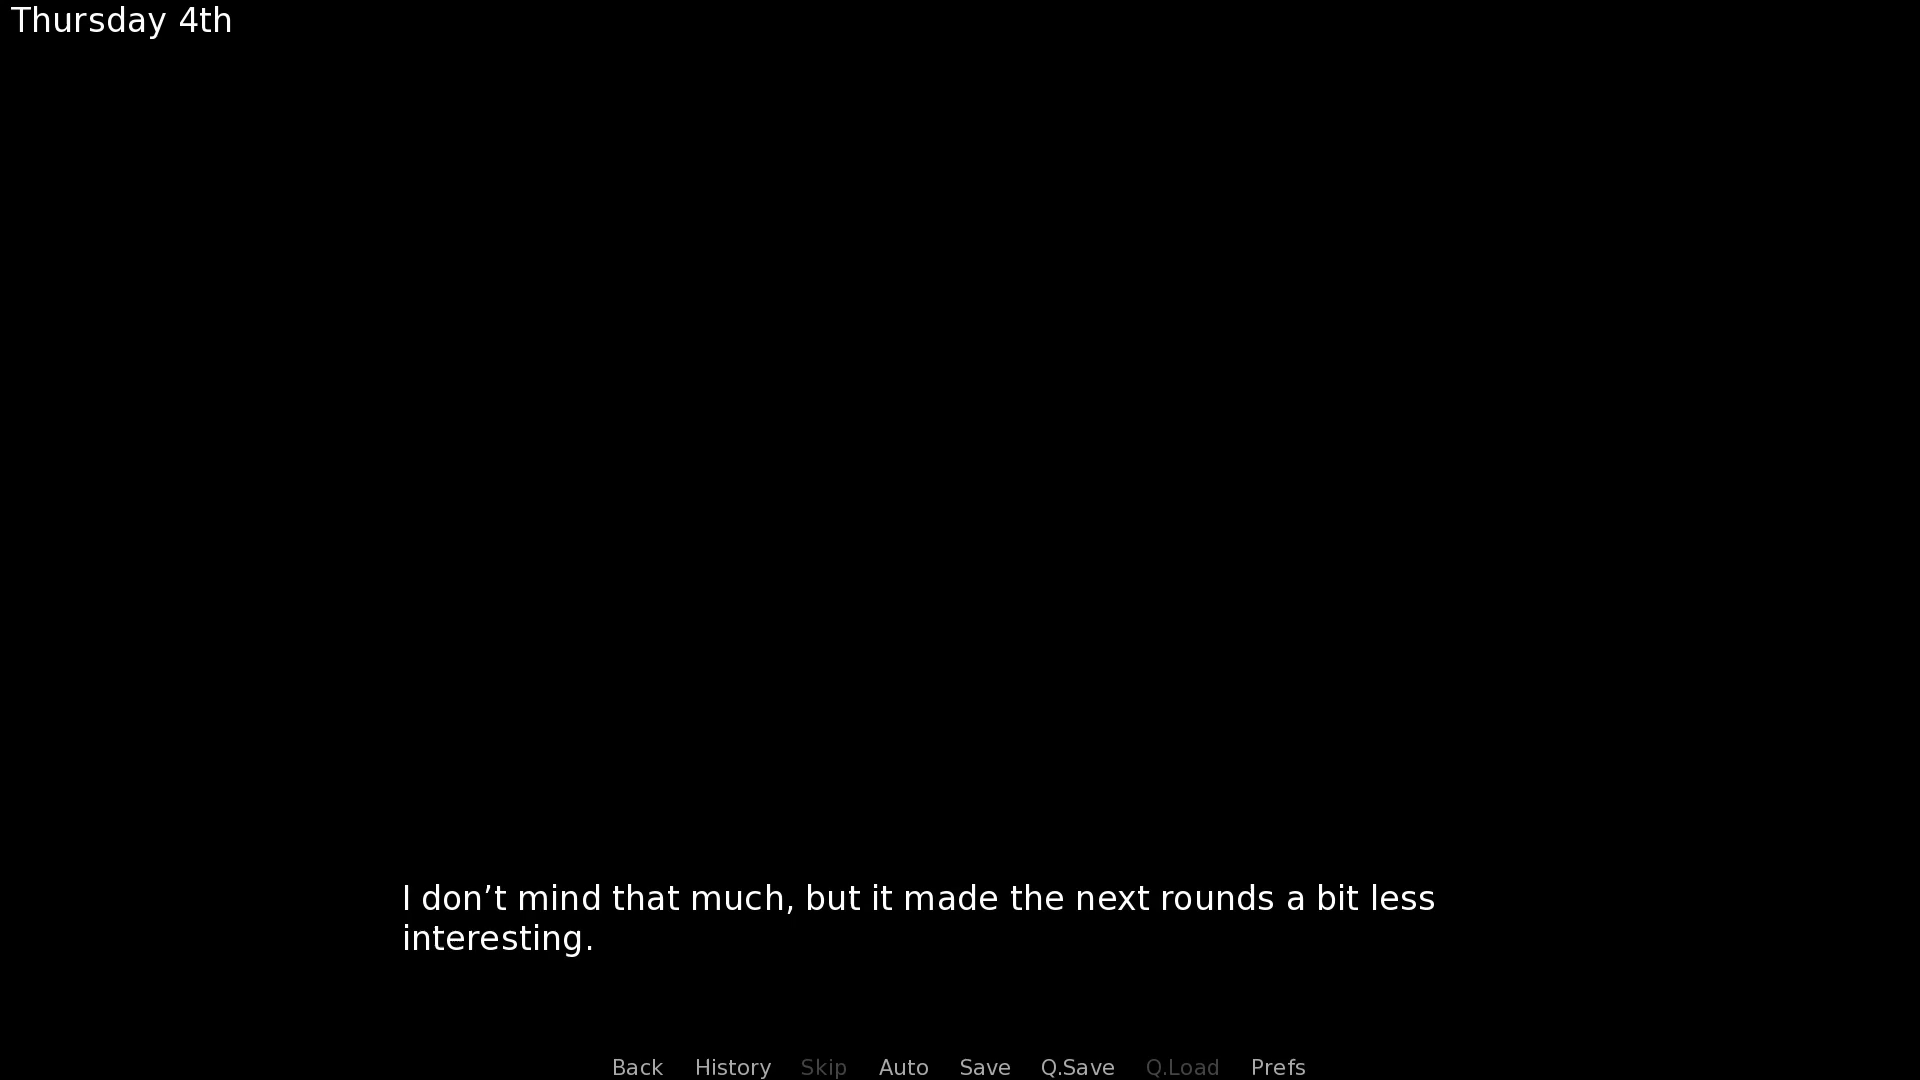 Thursday 4th
I don’t mind that much, but it made the next rounds a bit less
interesting.
Back History Skip Auto Save Q.Save Q.Load Prefs